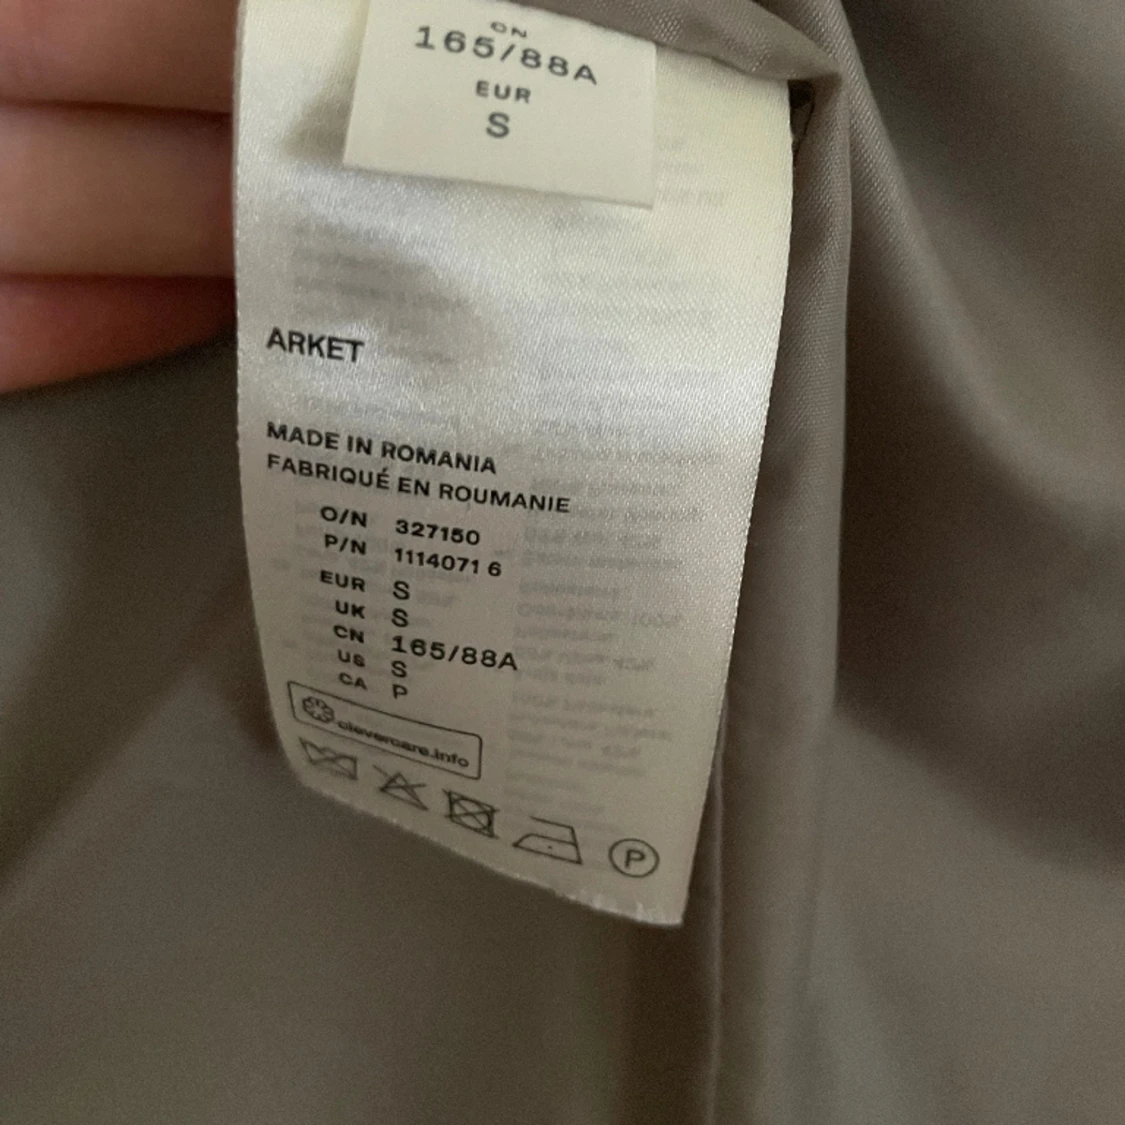 CN
165/88A
EUR
S
ARKET
MADE IN ROMANIA
FABRIQUÉ EN ROUMANIE
O/N 327150
P/N 1114071 6
EUR S
UK S
CN 165/88A
US S
CA P
clevercare.info
P